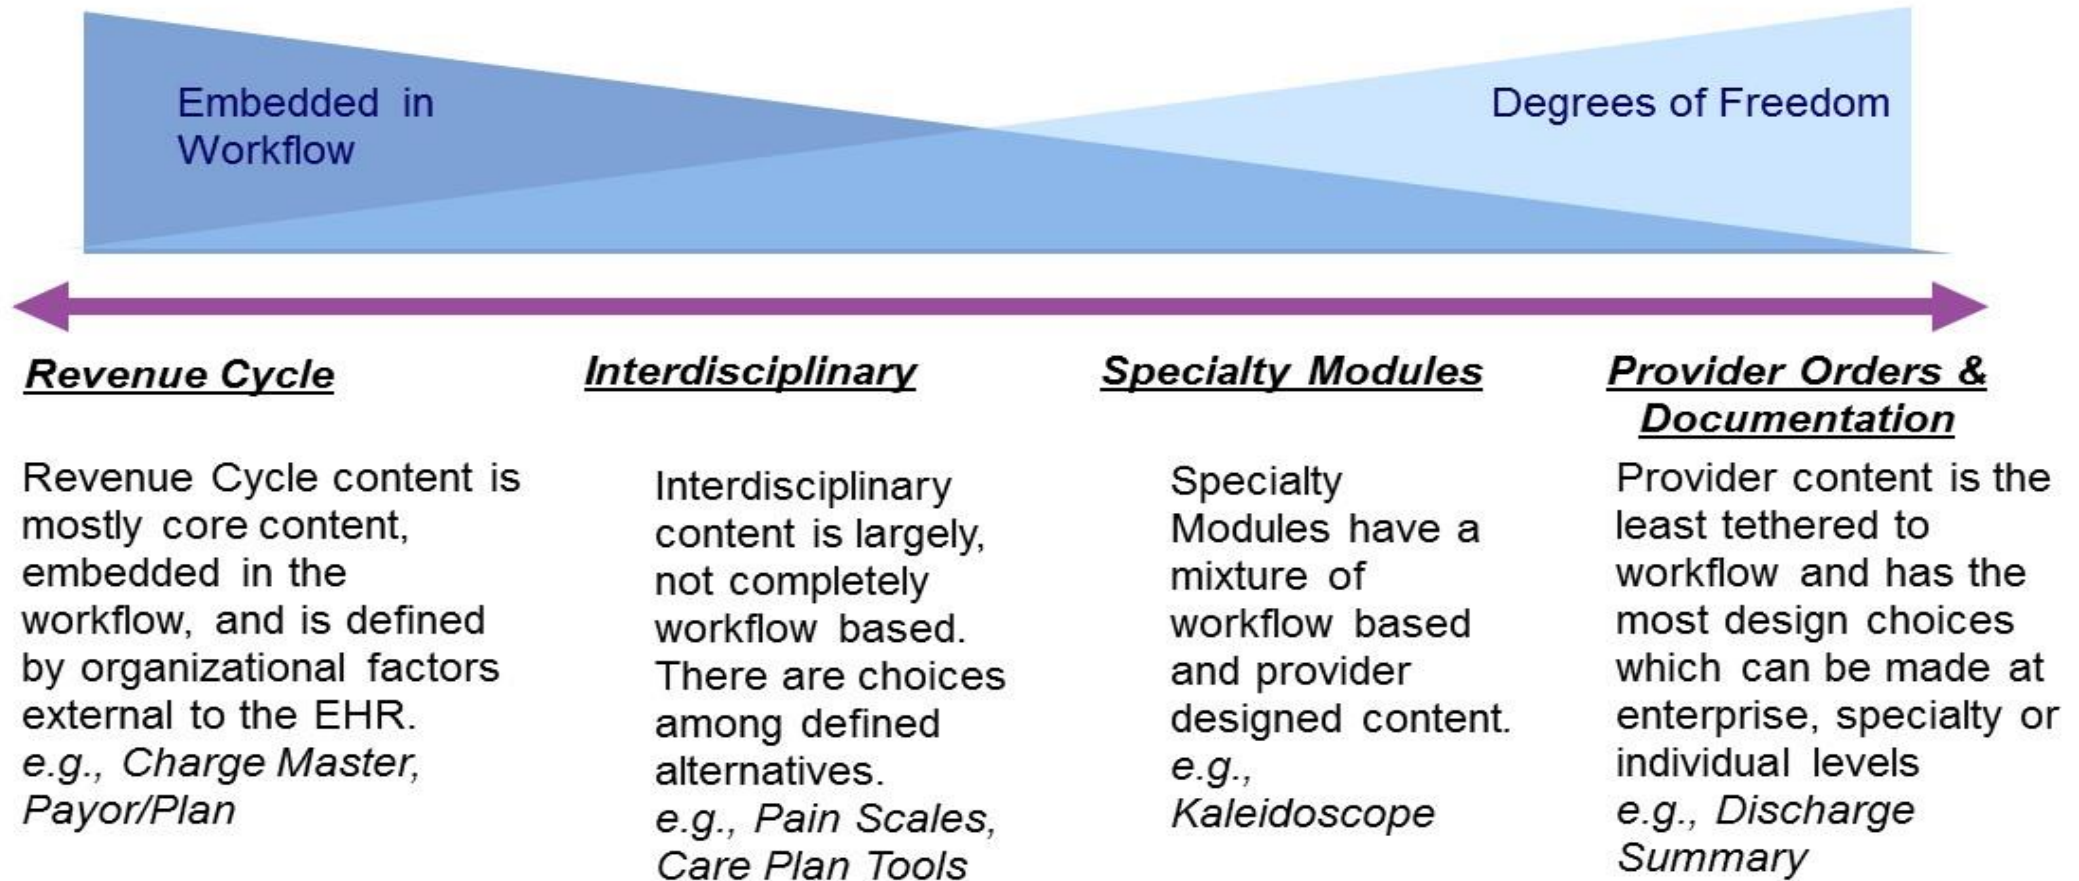 Embedded in
Workflow
Degrees of Freedom
Revenue Cycle
Revenue Cycle content is
mostly core content,
embedded in the
workflow, and is defined
by organizational factors
external to the EHR.
e.g., Charge Master,
Payor/Plan
Interdisciplinary
Interdisciplinary
content is largely,
not completely
workflow based.
There are choices
among defined
alternatives.
e.g., Pain Scales,
Care Plan Tools
Specialty Modules
Specialty
Modules have a
mixture of
workflow based
and provider
designed content.
e.g.,
Kaleidoscope
Provider Orders &
Documentation
Provider content is the
least tethered to
workflow and has the
most design choices
which can be made at
enterprise, specialty or
individual levels
e.g., Discharge
Summary